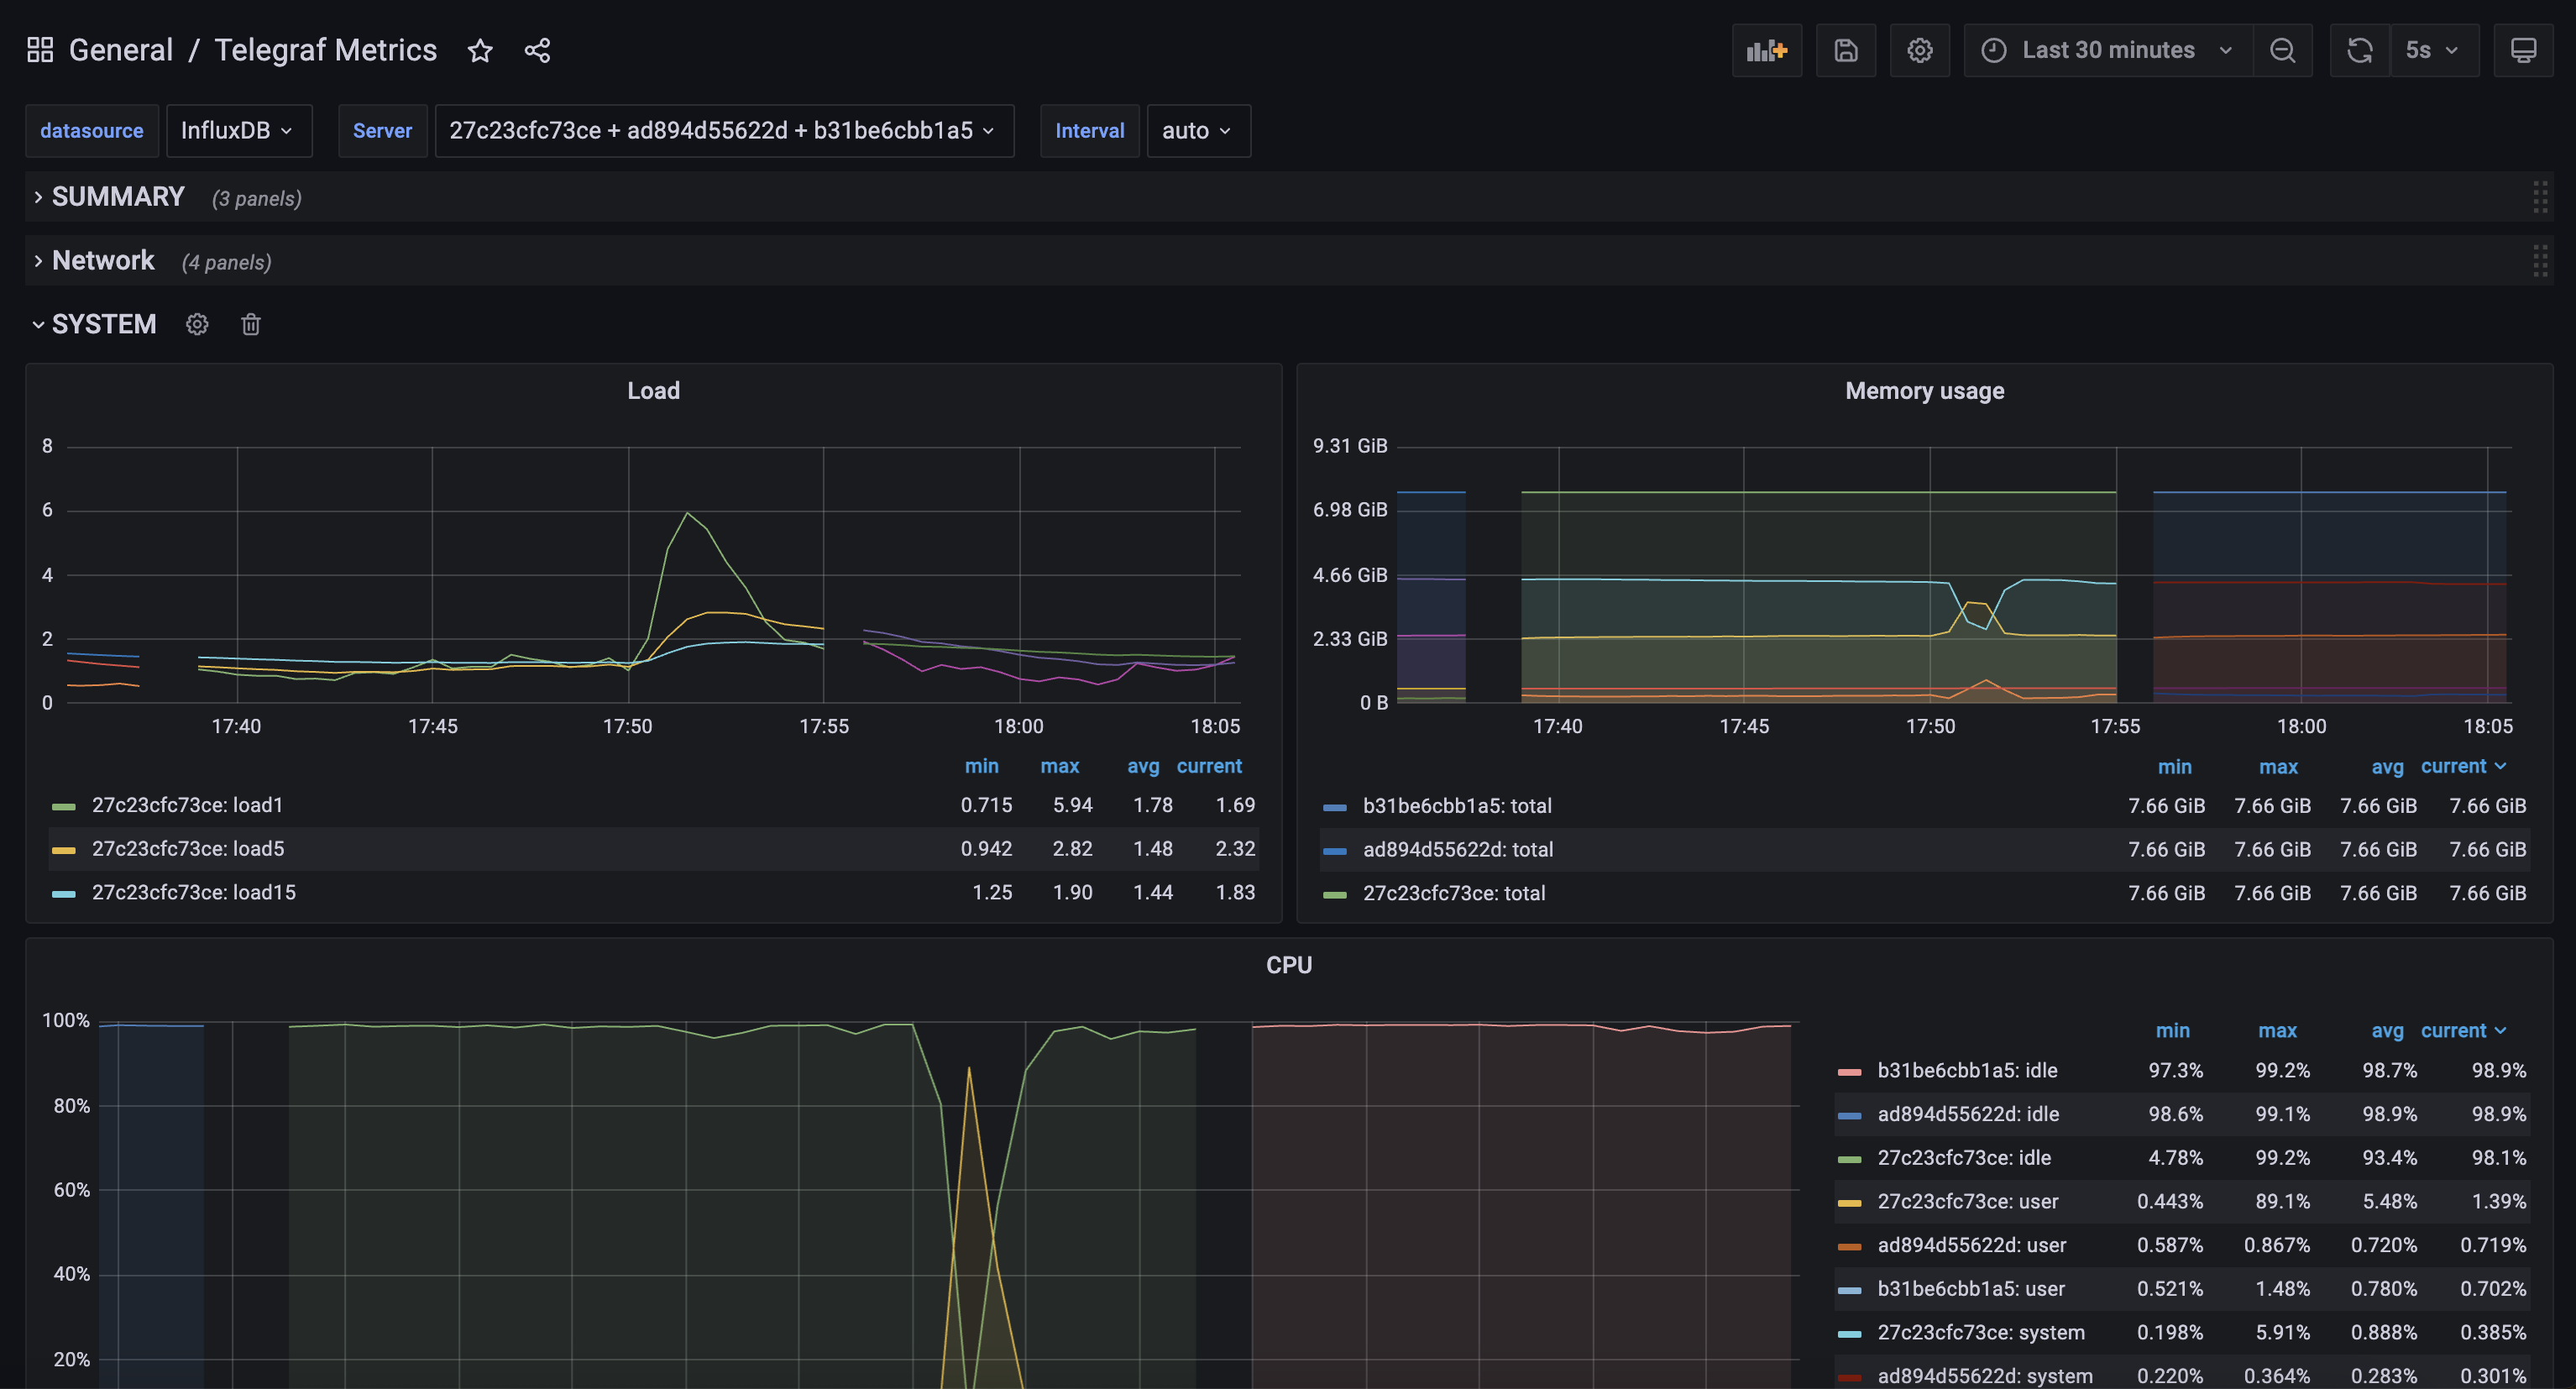 General / Telegraf Metrics
Last 30 minutes
5s
datasource InfluxDB Server 27c23cfc73ce + ad894d55622d + b31be6cbb1a5 Interval auto
SUMMARY (3 panels)
Network (4 panels)
SYSTEM
Load
8
6
4
2
0
17:40 17:45 17:50 17:55 18:00 18:05
min max avg current
27c23cfc73ce: load1 0.715 5.94 1.78 1.69
27c23cfc73ce: load5 0.942 2.82 1.48 2.32
27c23cfc73ce: load15 1.25 1.90 1.44 1.83
Memory usage
9.31 GiB
6.98 GiB
4.66 GiB
2.33 GiB
0 B
17:40 17:45 17:50 17:55 18:00 18:05
min max avg current
b31be6cbb1a5: total 7.66 GiB 7.66 GiB 7.66 GiB 7.66 GiB
ad894d55622d: total 7.66 GiB 7.66 GiB 7.66 GiB 7.66 GiB
27c23cfc73ce: total 7.66 GiB 7.66 GiB 7.66 GiB 7.66 GiB
CPU
100%
80%
60%
40%
20%
min max avg current
b31be6cbb1a5: idle 97.3% 99.2% 98.7% 98.9%
ad894d55622d: idle 98.6% 99.1% 98.9% 98.9%
27c23cfc73ce: idle 4.78% 99.2% 93.4% 98.1%
27c23cfc73ce: user 0.443% 89.1% 5.48% 1.39%
ad894d55622d: user 0.587% 0.867% 0.720% 0.719%
b31be6cbb1a5: user 0.521% 1.48% 0.780% 0.702%
27c23cfc73ce: system 0.198% 5.91% 0.888% 0.385%
ad894d55622d: system 0.220% 0.364% 0.283% 0.301%